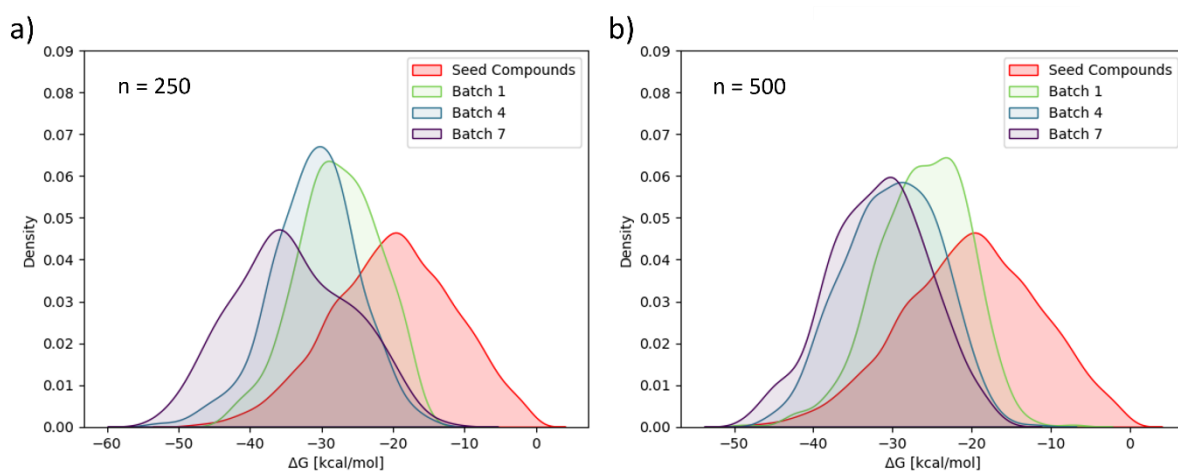 a)
n = 250
Seed Compounds
Batch 1
Batch 4
Batch 7
Density
0.09
0.08
0.07
0.06
0.05
0.04
0.03
0.02
0.01
0.00
−60
−50
−40
−30
−20
−10
0
ΔG [kcal/mol]
b)
n = 500
Seed Compounds
Batch 1
Batch 4
Batch 7
Density
0.09
0.08
0.07
0.06
0.05
0.04
0.03
0.02
0.01
0.00
−50
−40
−30
−20
−10
0
ΔG [kcal/mol]